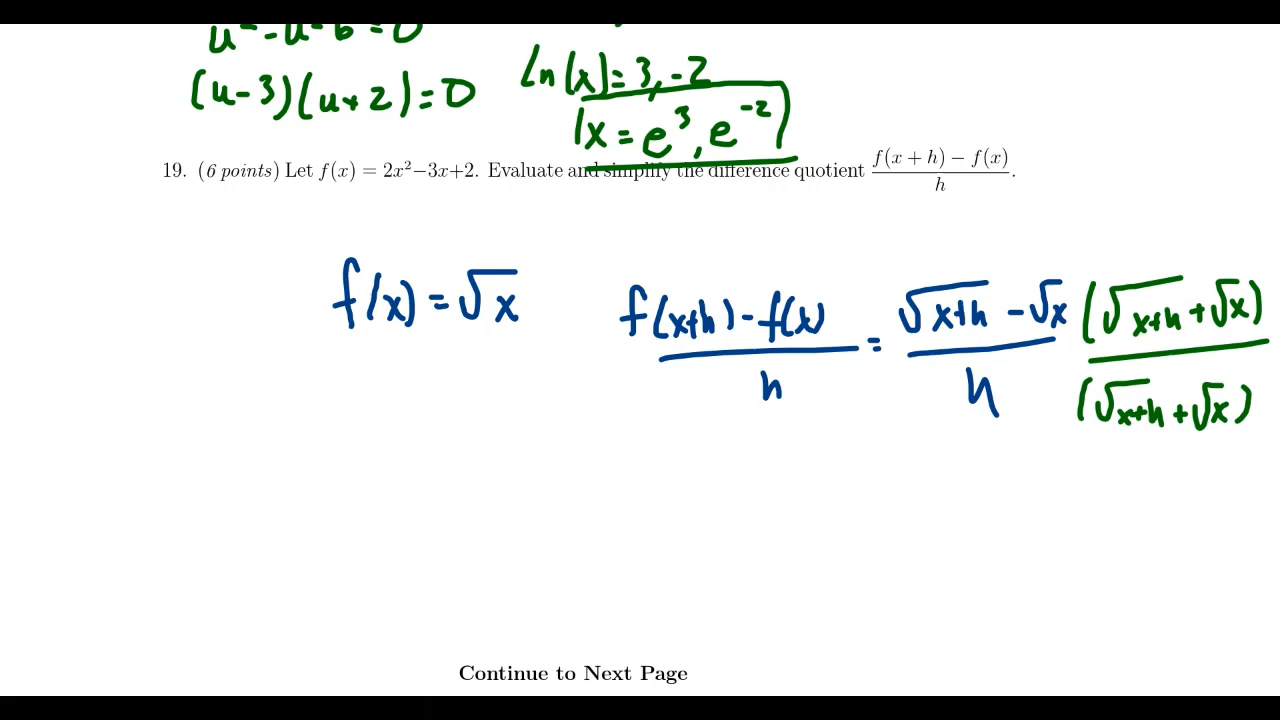 u² - u - 6 = 0
(u-3)(u+2) = 0
ln(x) = 3, -2
x = e³, e⁻²
19. (6 points) Let f(x) = 2x²−3x+2. Evaluate and simplify the difference quotient (f(x + h) − f(x))/h.
f(x) = √x
(f(x+h) - f(x))/h = (√(x+h) - √x)/h (√(x+h) + √x)/(√(x+h) + √x)
Continue to Next Page